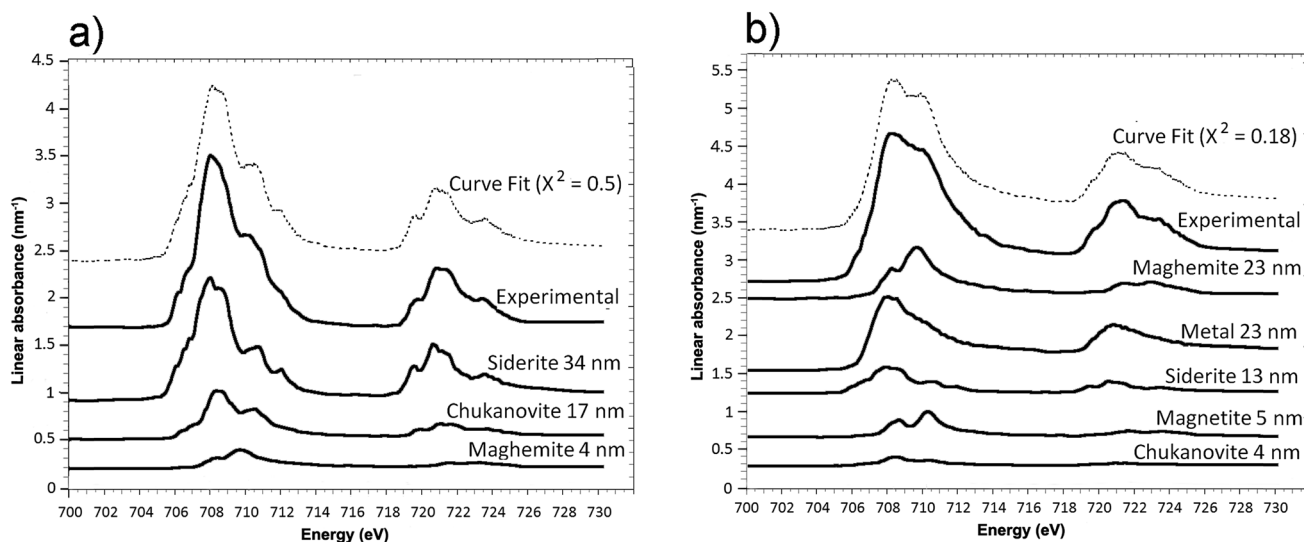 a)
4.5
4
3.5
3
2.5
2
1.5
1
0.5
0
Linear absorbance (nm⁻¹)
Curve Fit (X² = 0.5)
Experimental
Siderite 34 nm
Chukanovite 17 nm
Maghemite 4 nm
700 702 704 706 708 710 712 714 716 718 720 722 724 726 728 730
Energy (eV)
b)
5.5
5
4.5
4
3.5
3
2.5
2
1.5
1
0.5
0
Linear absorbance (nm⁻¹)
Curve Fit (X² = 0.18)
Experimental
Maghemite 23 nm
Metal 23 nm
Siderite 13 nm
Magnetite 5 nm
Chukanovite 4 nm
700 702 704 706 708 710 712 714 716 718 720 722 724 726 728 730
Energy (eV)